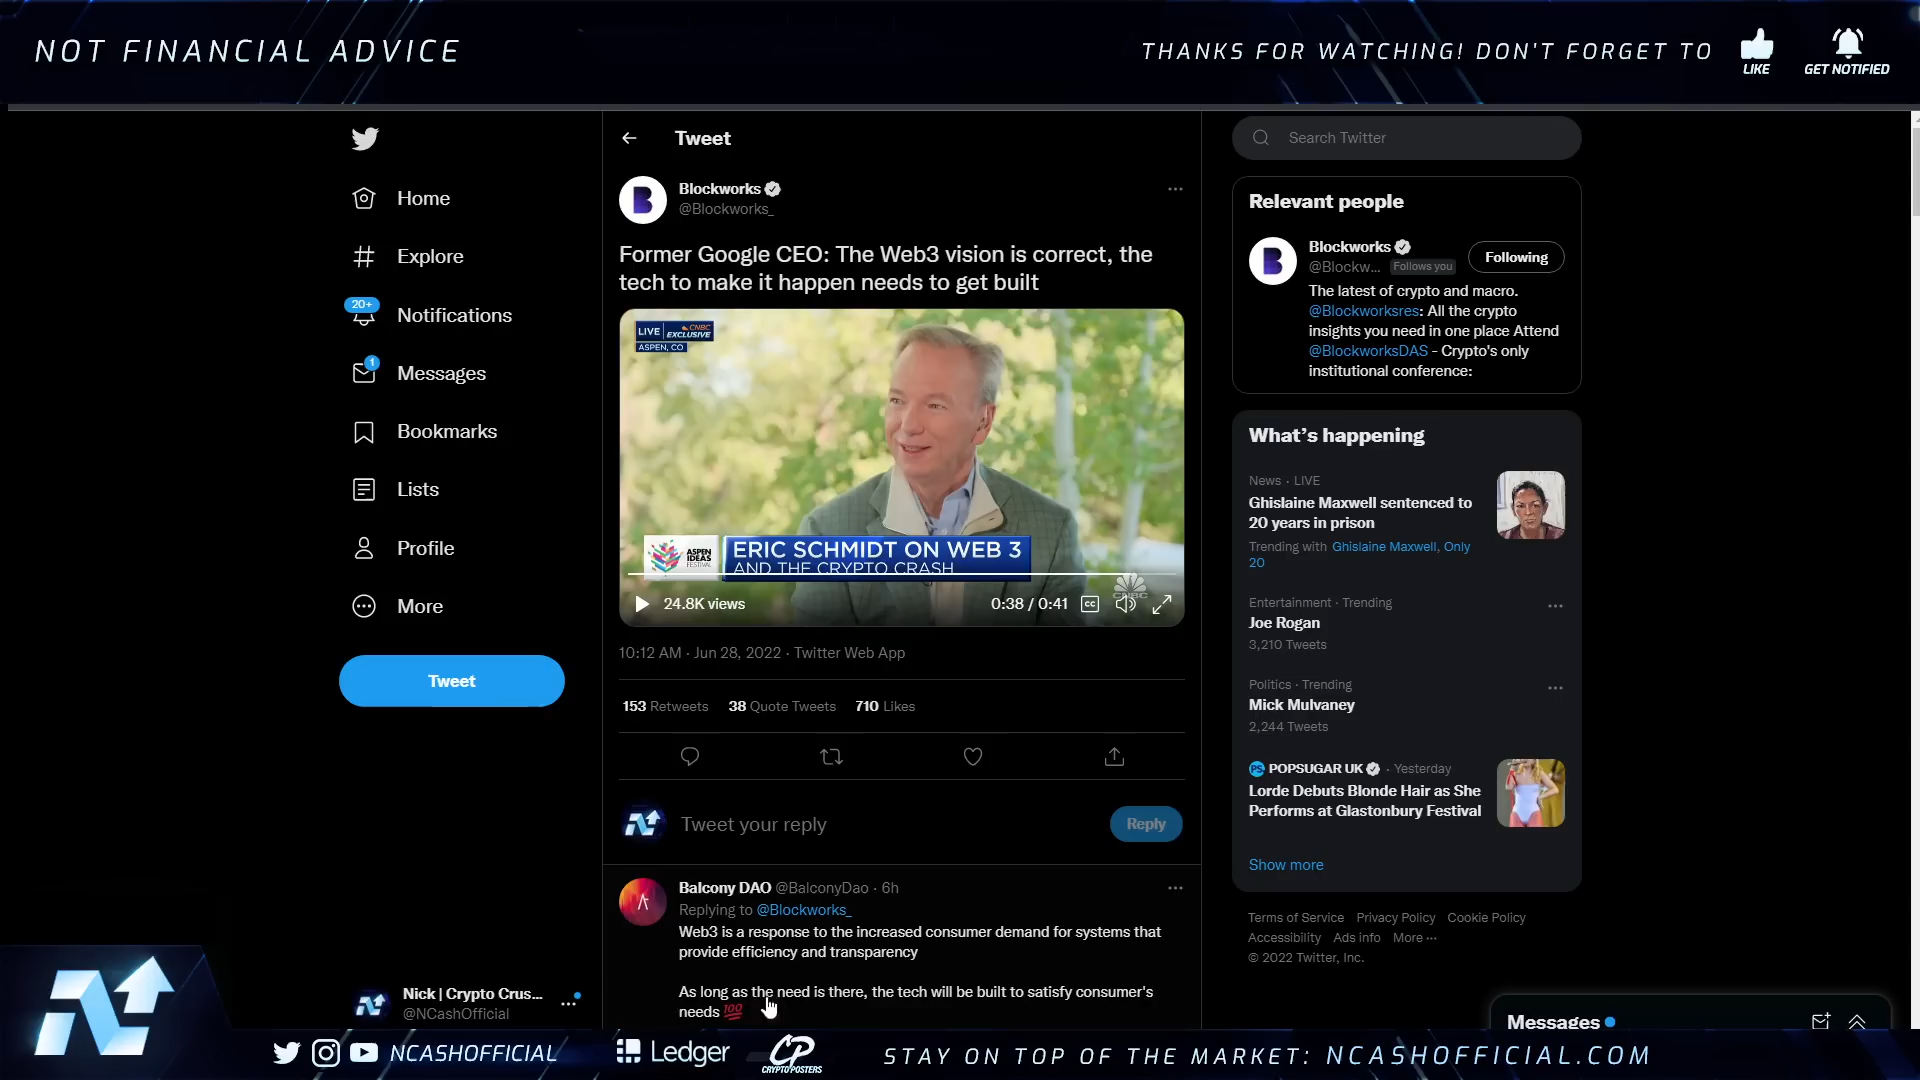 NOT FINANCIAL ADVICE
THANKS FOR WATCHING! DON'T FORGET TO
LIKE
GET NOTIFIED
Home
Explore
20+
Notifications
1
Messages
Bookmarks
Lists
Profile
More
Tweet
Tweet
Blockworks
@Blockworks_
Former Google CEO: The Web3 vision is correct, the
tech to make it happen needs to get built
LIVE CNBC EXCLUSIVE
ASPEN, CO
ASPEN IDEAS FESTIVAL
ERIC SCHMIDT ON WEB 3
AND THE CRYPTO CRASH
CNBC
24.8K views
0:38 / 0:41
CC
10:12 AM · Jun 28, 2022 · Twitter Web App
153 Retweets 38 Quote Tweets 710 Likes
Tweet your reply
Reply
Balcony DAO @BalconyDao · 6h
Replying to @Blockworks_
Web3 is a response to the increased consumer demand for systems that
provide efficiency and transparency
As long as the need is there, the tech will be built to satisfy consumer's
needs 💯
Search Twitter
Relevant people
Blockworks
@Blockw... Follows you
Following
The latest of crypto and macro.
@Blockworksres: All the crypto
insights you need in one place Attend
@BlockworksDAS - Crypto's only
institutional conference:
What's happening
News · LIVE
Ghislaine Maxwell sentenced to
20 years in prison
Trending with Ghislaine Maxwell, Only
20
Entertainment · Trending
Joe Rogan
3,210 Tweets
Politics · Trending
Mick Mulvaney
2,244 Tweets
PS POPSUGAR UK · Yesterday
Lorde Debuts Blonde Hair as She
Performs at Glastonbury Festival
Show more
Terms of Service Privacy Policy Cookie Policy
Accessibility Ads info More ···
© 2022 Twitter, Inc.
Nick | Crypto Crus...
@NCashOfficial
Messages
NCASHOFFICIAL
Ledger
CP
CRYPTOPOSTERS
STAY ON TOP OF THE MARKET: NCASHOFFICIAL.COM